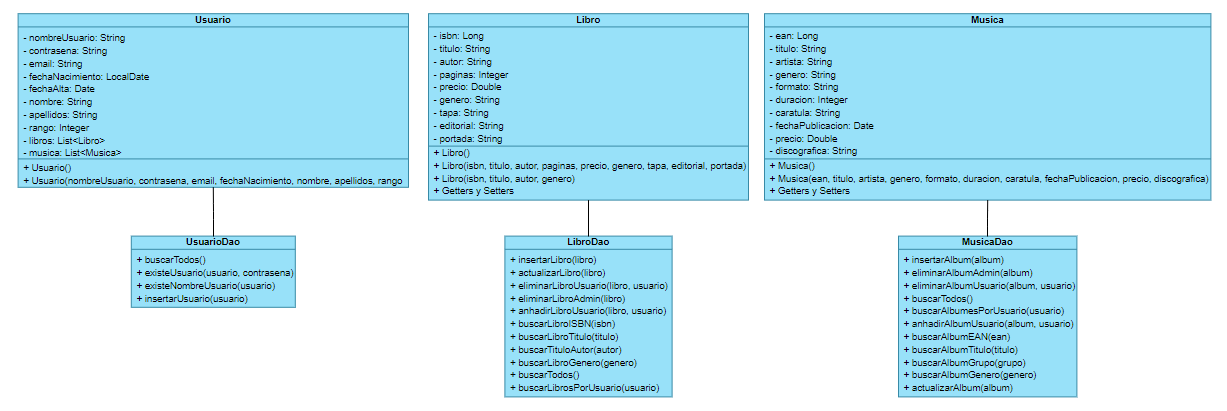 Usuario
- nombreUsuario: String
- contrasena: String
- email: String
- fechaNacimiento: LocalDate
- fechaAlta: Date
- nombre: String
- apellidos: String
- rango: Integer
- libros: List<Libro>
- musica: List<Musica>
+ Usuario()
+ Usuario(nombreUsuario, contrasena, email, fechaNacimiento, nombre, apellidos, rango
Libro
- isbn: Long
- titulo: String
- autor: String
- paginas: Integer
- precio: Double
- genero: String
- tapa: String
- editorial: String
- portada: String
+ Libro()
+ Libro(isbn, titulo, autor, paginas, precio, genero, tapa, editorial, portada)
+ Libro(isbn, titulo, autor, genero)
+ Getters y Setters
Musica
- ean: Long
- titulo: String
- artista: String
- genero: String
- formato: String
- duracion: Integer
- caratula: String
- fechaPublicacion: Date
- precio: Double
- discografica: String
+ Musica()
+ Musica(ean, titulo, artista, genero, formato, duracion, caratula, fechaPublicacion, precio, discografica)
+ Getters y Setters
UsuarioDao
+ buscarTodos()
+ existeUsuario(usuario, contrasena)
+ existeNombreUsuario(usuario)
+ insertarUsuario(usuario)
LibroDao
+ insertarLibro(libro)
+ actualizarLibro(libro)
+ eliminarLibroUsuario(libro, usuario)
+ eliminarLibroAdmin(libro)
+ anhadirLibroUsuario(libro, usuario)
+ buscarLibroISBN(isbn)
+ buscarLibroTitulo(titulo)
+ buscarTituloAutor(autor)
+ buscarLibroGenero(genero)
+ buscarTodos()
+ buscarLibrosPorUsuario(usuario)
MusicaDao
+ insertarAlbum(album)
+ eliminarAlbumAdmin(album)
+ eliminarAlbumUsuario(album, usuario)
+ buscarTodos()
+ buscarAlbumesPorUsuario(usuario)
+ anhadirAlbumUsuario(album, usuario)
+ buscarAlbumEAN(ean)
+ buscarAlbumTitulo(titulo)
+ buscarAlbumGrupo(grupo)
+ buscarAlbumGenero(genero)
+ actualizarAlbum(album)